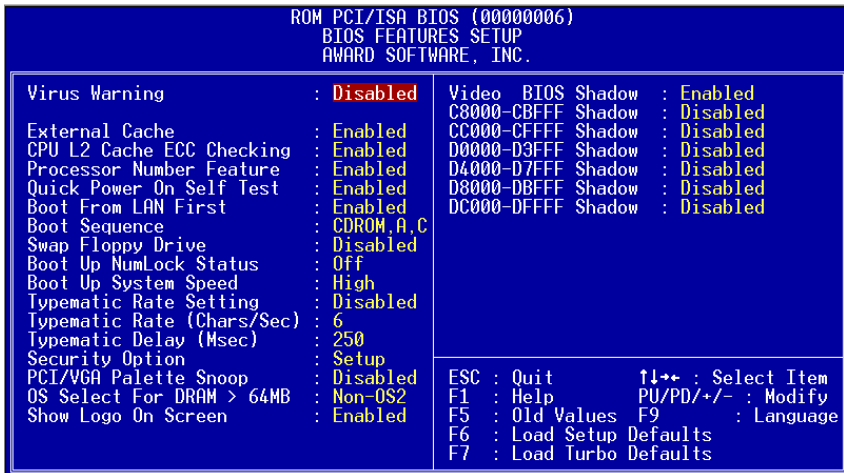 ROM PCI/ISA BIOS (00000006)
BIOS FEATURES SETUP
AWARD SOFTWARE, INC.
Virus Warning : Disabled
External Cache : Enabled
CPU L2 Cache ECC Checking : Enabled
Processor Number Feature : Enabled
Quick Power On Self Test : Enabled
Boot From LAN First : Enabled
Boot Sequence : CDROM,A,C
Swap Floppy Drive : Disabled
Boot Up NumLock Status : Off
Boot Up System Speed : High
Typematic Rate Setting : Disabled
Typematic Rate (Chars/Sec) : 6
Typematic Delay (Msec) : 250
Security Option : Setup
PCI/VGA Palette Snoop : Disabled
OS Select For DRAM > 64MB : Non-OS2
Show Logo On Screen : Enabled
Video BIOS Shadow : Enabled
C8000-CBFFF Shadow : Disabled
CC000-CFFFF Shadow : Disabled
D0000-D3FFF Shadow : Disabled
D4000-D7FFF Shadow : Disabled
D8000-DBFFF Shadow : Disabled
DC000-DFFFF Shadow : Disabled
ESC : Quit ↑↓→← : Select Item
F1 : Help PU/PD/+/- : Modify
F5 : Old Values F9 : Language
F6 : Load Setup Defaults
F7 : Load Turbo Defaults